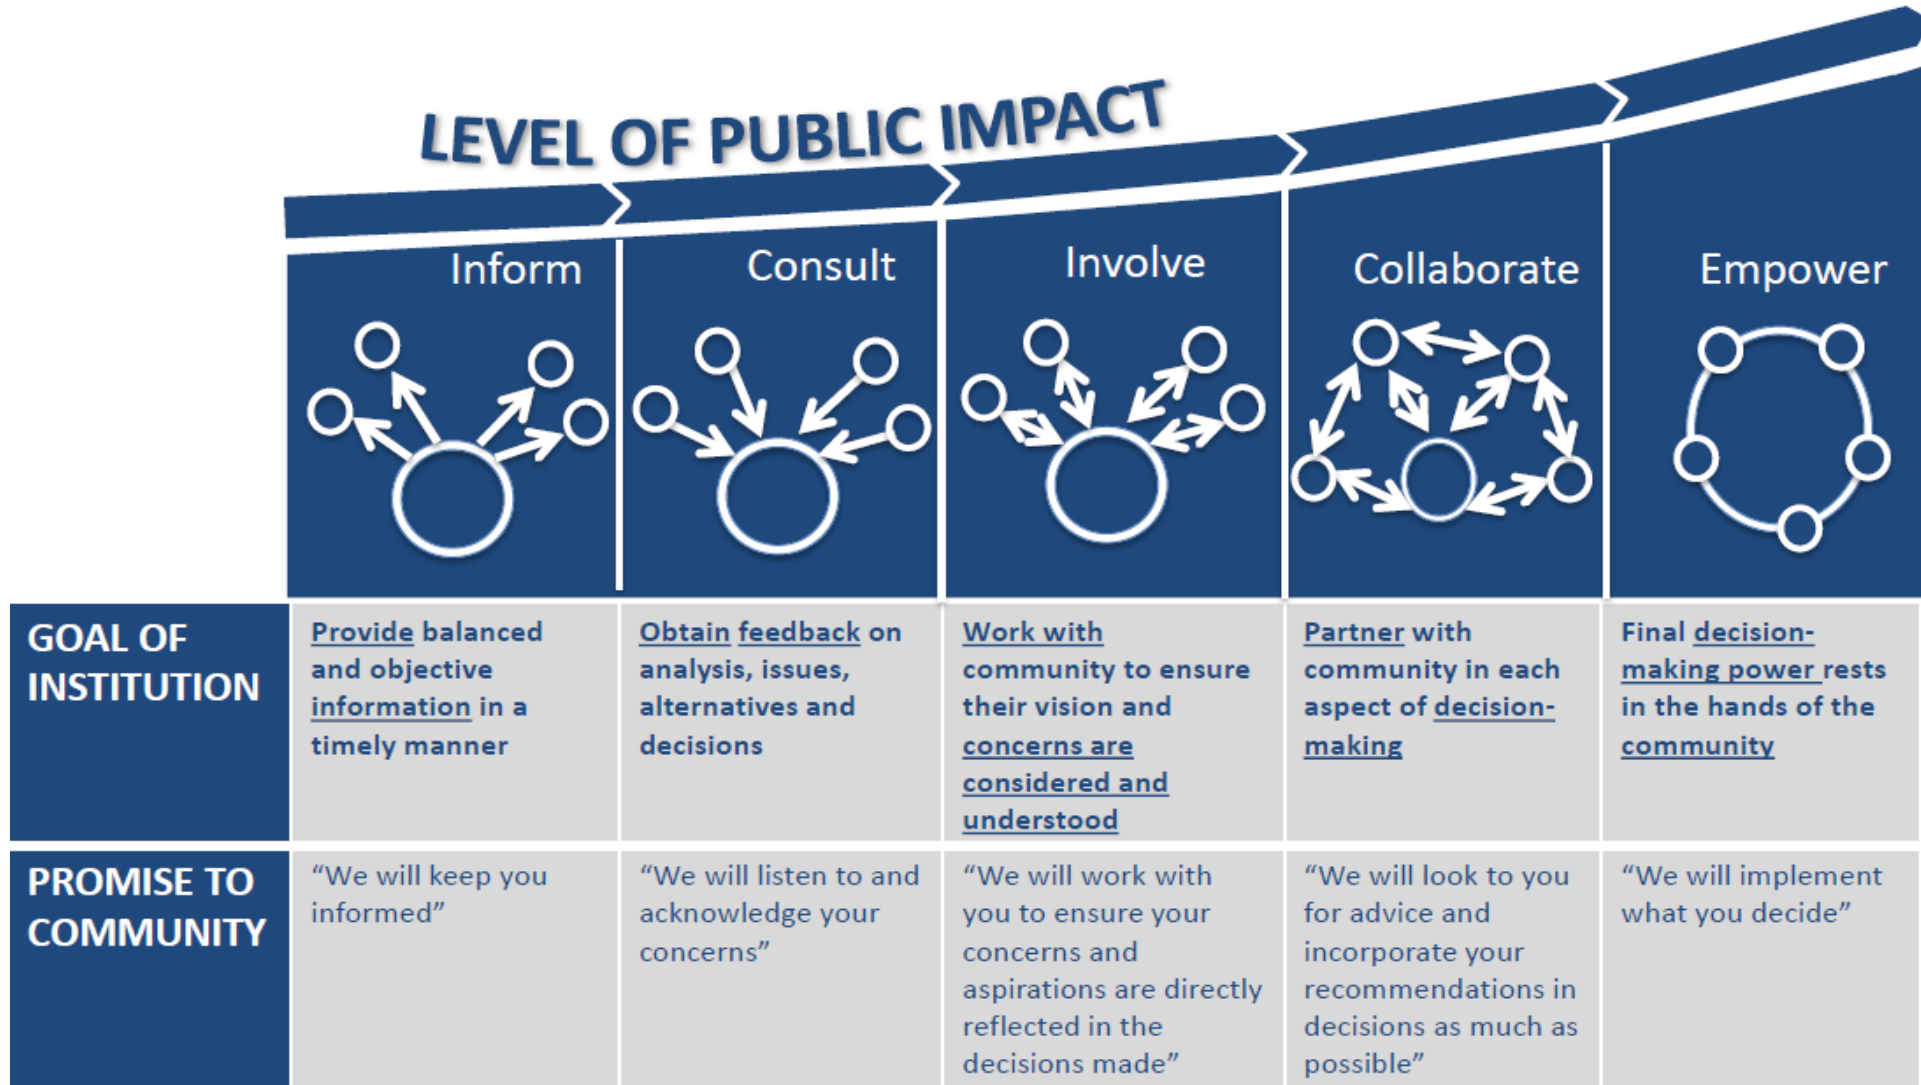 LEVEL OF PUBLIC IMPACT
Inform
Consult
Involve
Collaborate
Empower
GOAL OF
INSTITUTION
Provide balanced
and objective
information in a
timely manner
Obtain feedback on
analysis, issues,
alternatives and
decisions
Work with
community to ensure
their vision and
concerns are
considered and
understood
Partner with
community in each
aspect of decision-
making
Final decision-
making power rests
in the hands of the
community
PROMISE TO
COMMUNITY
“We will keep you
informed”
“We will listen to and
acknowledge your
concerns”
“We will work with
you to ensure your
concerns and
aspirations are directly
reflected in the
decisions made”
“We will look to you
for advice and
incorporate your
recommendations in
decisions as much as
possible”
“We will implement
what you decide”